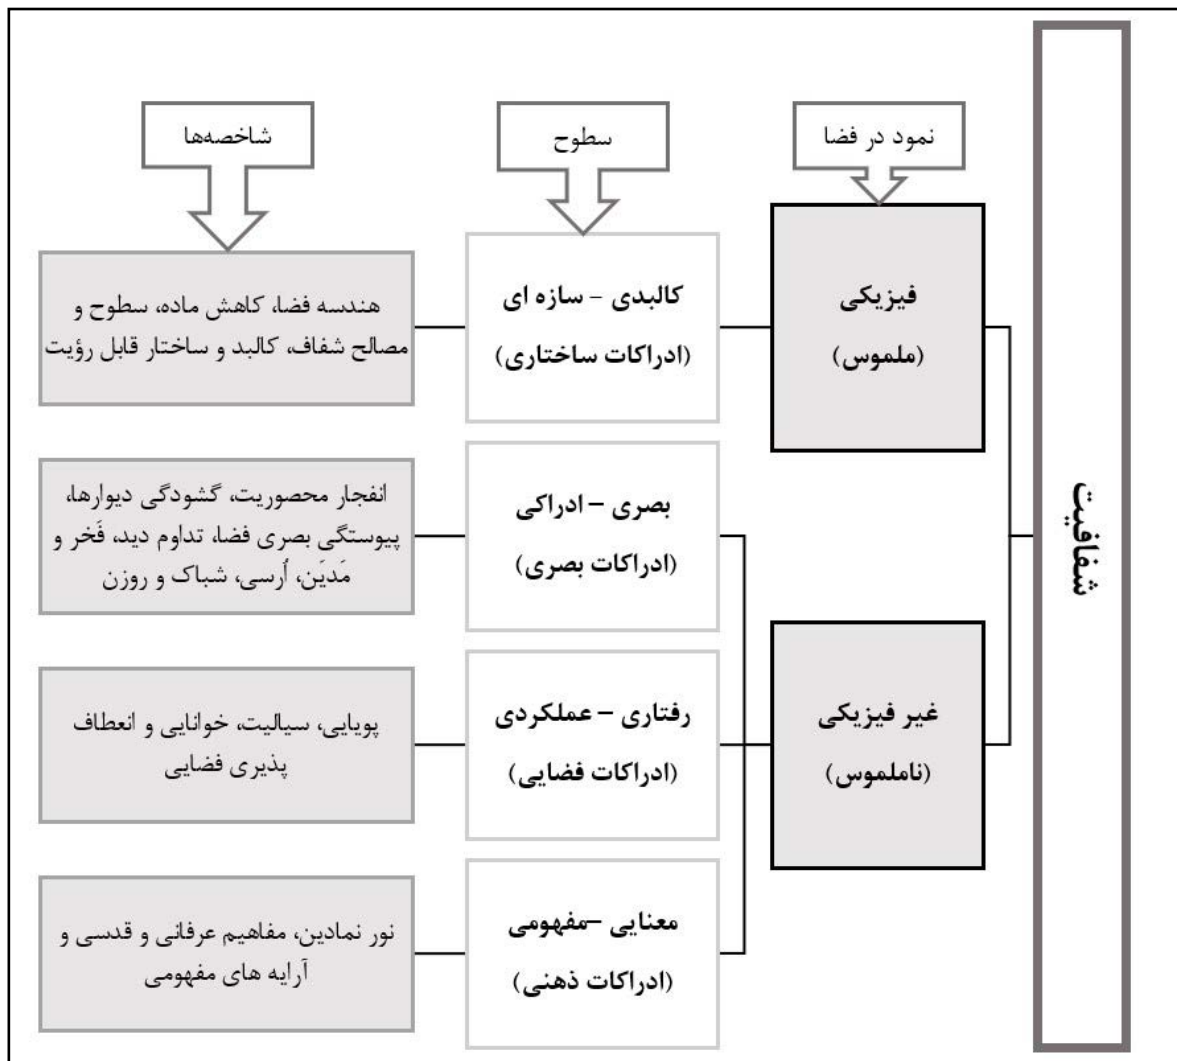 شفافیت
نمود در فضا
سطوح
شاخصه‌ها
فیزیکی
(ملموس)
کالبدی - سازه ای
(ادراکات ساختاری)
هندسه فضا، کاهش ماده، سطوح و
مصالح شفاف، کالبد و ساختار قابل رؤیت
بصری – ادراکی
(ادراکات بصری)
انفجار محصوریت، گشودگی دیوارها،
پیوستگی بصری فضا، تداوم دید، فَخر و
مَدیَن، اُرسی، شباک و روزن
غیر فیزیکی
(ناملموس)
رفتاری – عملکردی
(ادراکات فضایی)
پویایی، سیالیت، خوانایی و انعطاف
پذیری فضایی
معنایی –مفهومی
(ادراکات ذهنی)
نور نمادین، مفاهیم عرفانی و قدسی و
آرایه های مفهومی